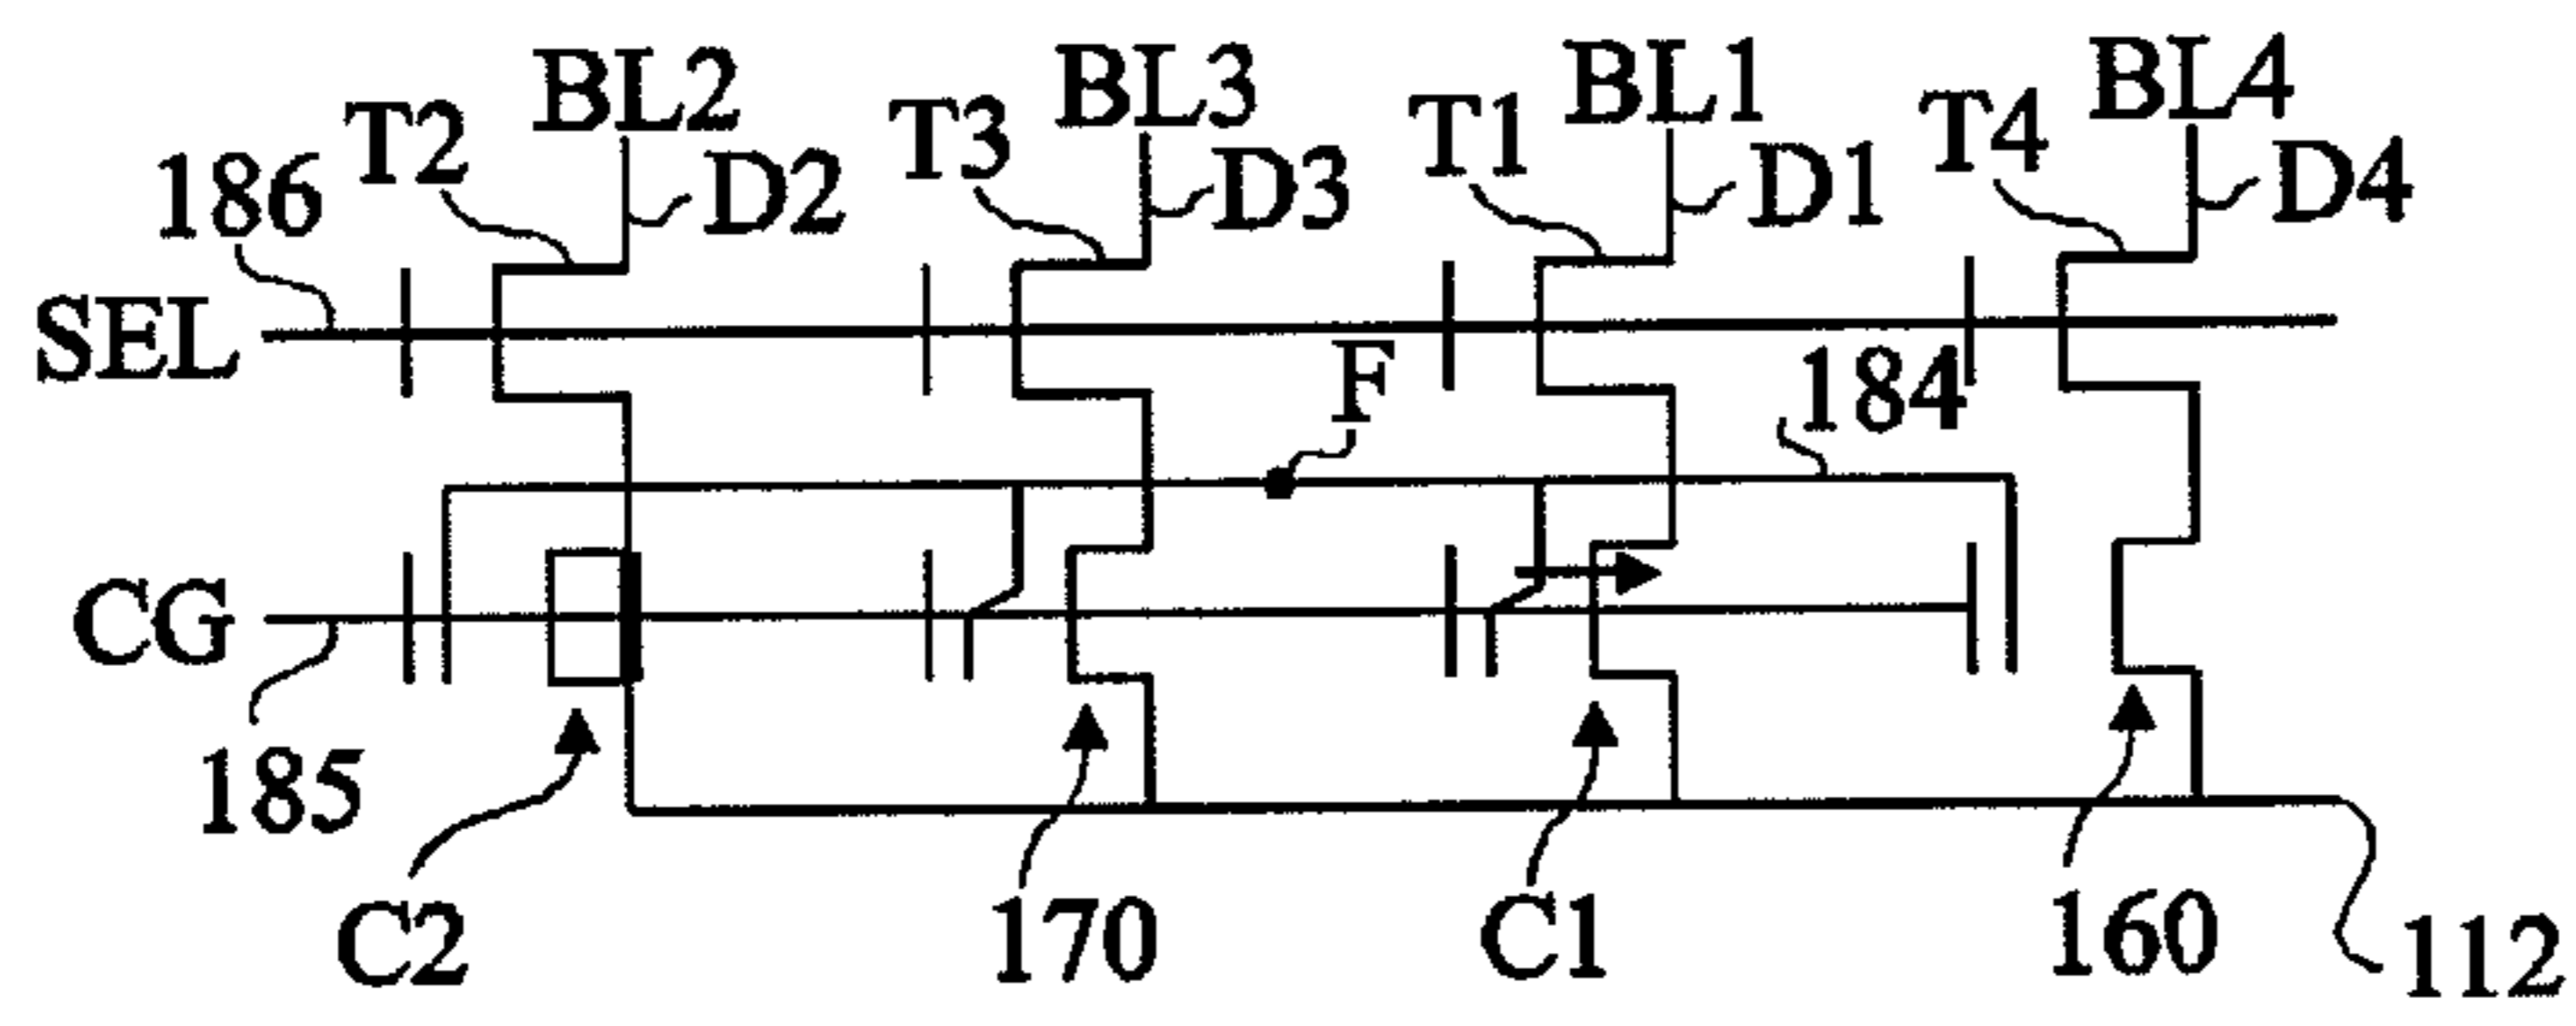 BL2 BL3 BL1 BL4
T2 T3 T1 T4
186 D2 D3 D1 D4
SEL
F 184
CG
185
C2 170 C1 160 112